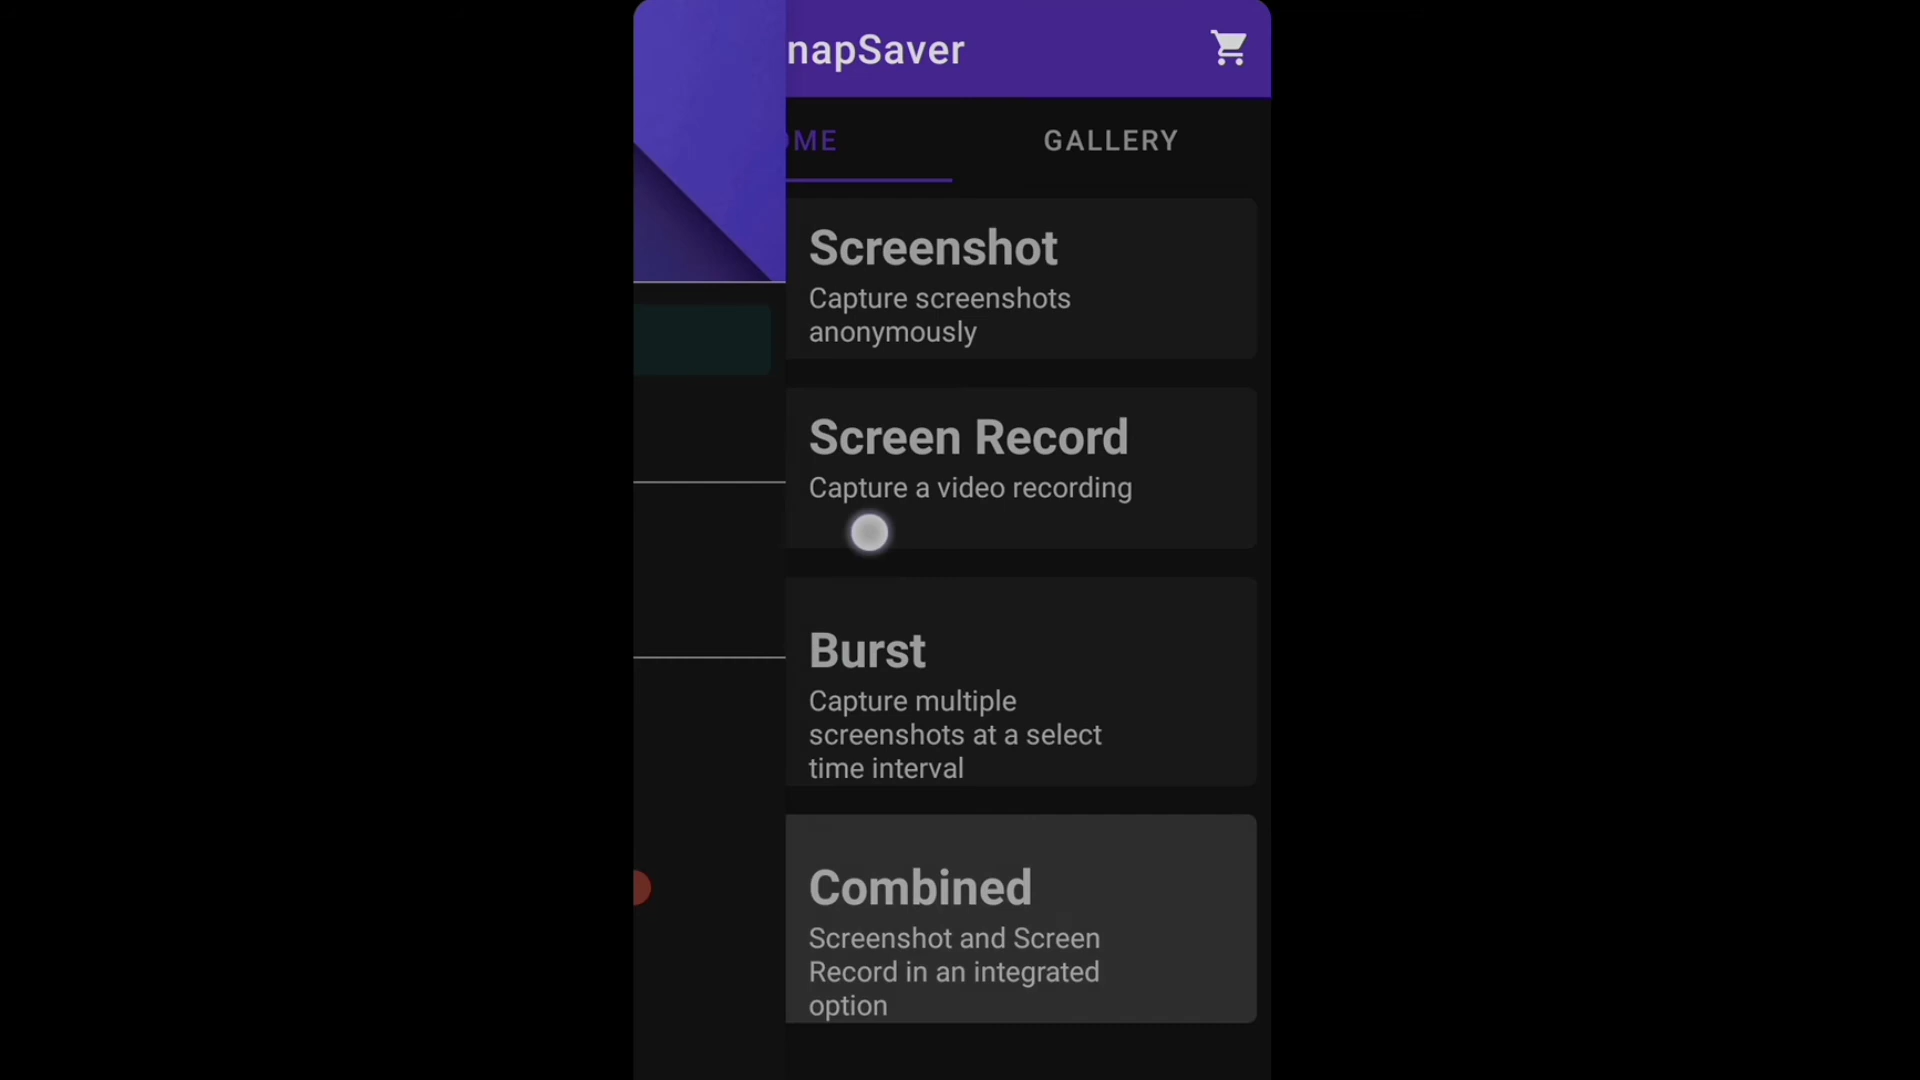 napSaver
OME
GALLERY
Screenshot
Capture screenshots
anonymously
Screen Record
Capture a video recording
Burst
Capture multiple
screenshots at a select
time interval
Combined
Screenshot and Screen
Record in an integrated
option